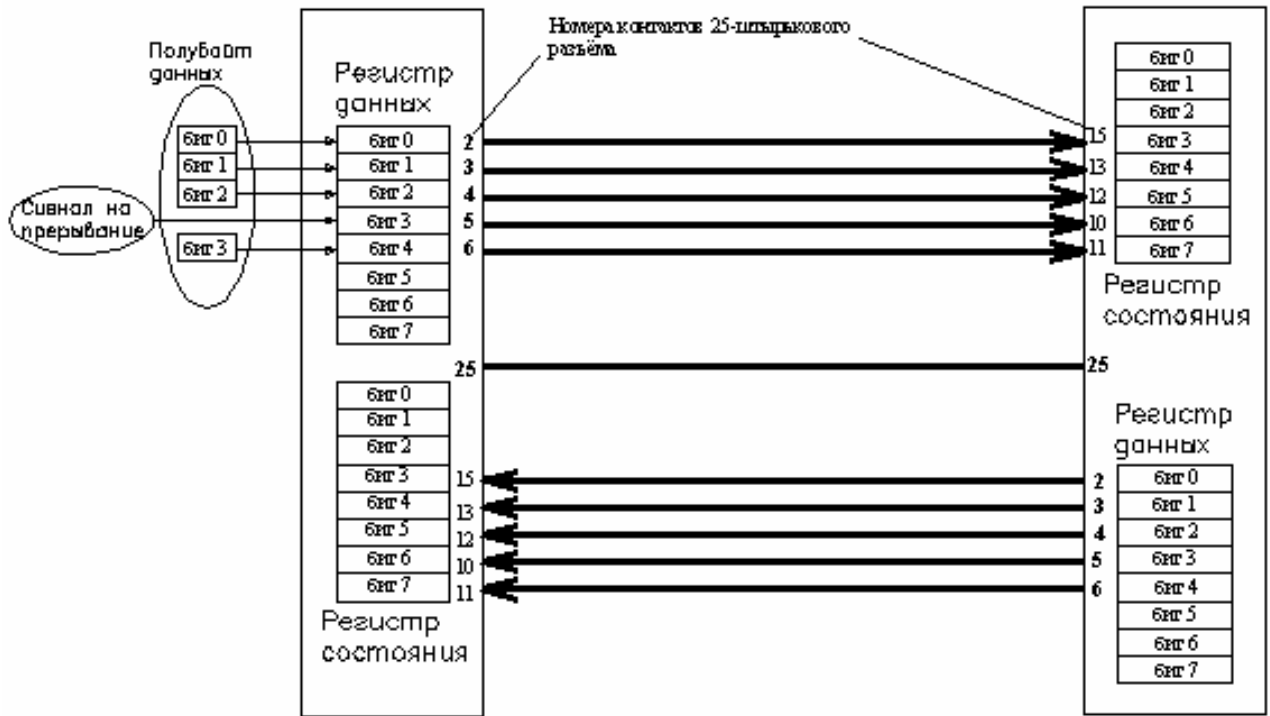 Номера контактов 25-штырькового
разъёма
Полубайт
данных
бит 0
бит 1
бит 2
бит 3
Сигнал на
прерывание
Регистр
данных
бит 0 2
бит 1 3
бит 2 4
бит 3 5
бит 4 6
бит 5
бит 6
бит 7
25
бит 0
бит 1
бит 2
бит 3 15
бит 4 13
бит 5 12
бит 6 10
бит 7 11
Регистр
состояния
бит 0
бит 1
бит 2
15 бит 3
13 бит 4
12 бит 5
10 бит 6
11 бит 7
Регистр
состояния
25
Регистр
данных
2 бит 0
3 бит 1
4 бит 2
5 бит 3
6 бит 4
бит 5
бит 6
бит 7